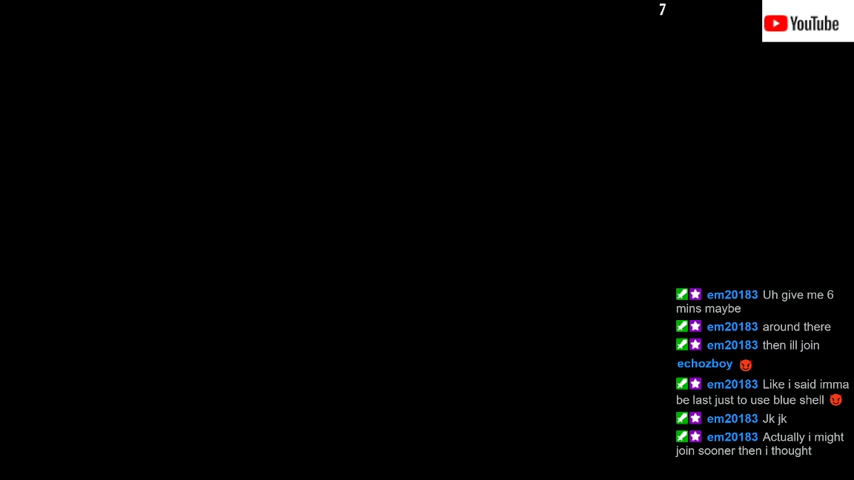 7
YouTube
em20183 Uh give me 6
mins maybe
em20183 around there
em20183 then ill join
echozboy
em20183 Like i said imma
be last just to use blue shell
em20183 Jk jk
em20183 Actually i might
join sooner then i thought